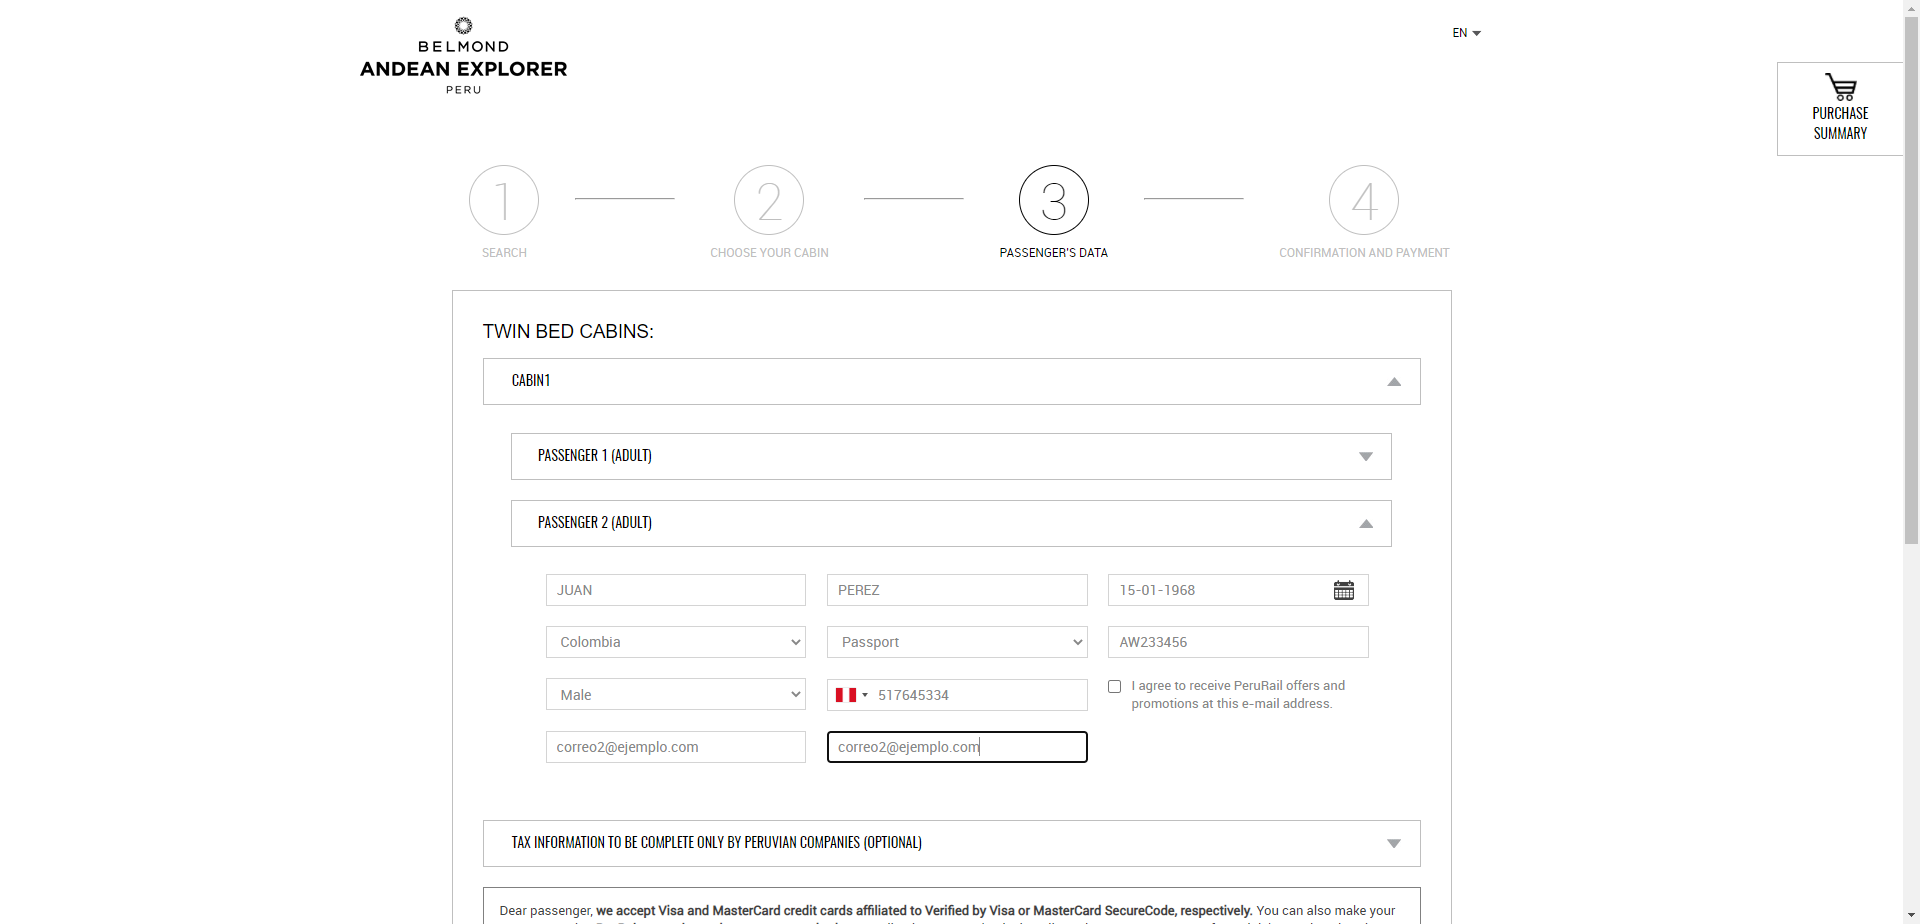 BELMOND
ANDEAN EXPLORER
PERU
EN
PURCHASE
SUMMARY
1
2
3
4
SEARCH
CHOOSE YOUR CABIN
PASSENGER'S DATA
CONFIRMATION AND PAYMENT
TWIN BED CABINS:
CABIN1
PASSENGER 1 (ADULT)
PASSENGER 2 (ADULT)
JUAN
PEREZ
15-01-1968
Colombia
Passport
AW233456
Male
517645334
I agree to receive PeruRail offers and
promotions at this e-mail address.
correo2@ejemplo.com
correo2@ejemplo.com
TAX INFORMATION TO BE COMPLETE ONLY BY PERUVIAN COMPANIES (OPTIONAL)
Dear passenger, we accept Visa and MasterCard credit cards affiliated to Verified by Visa or MasterCard SecureCode, respectively. You can also make your